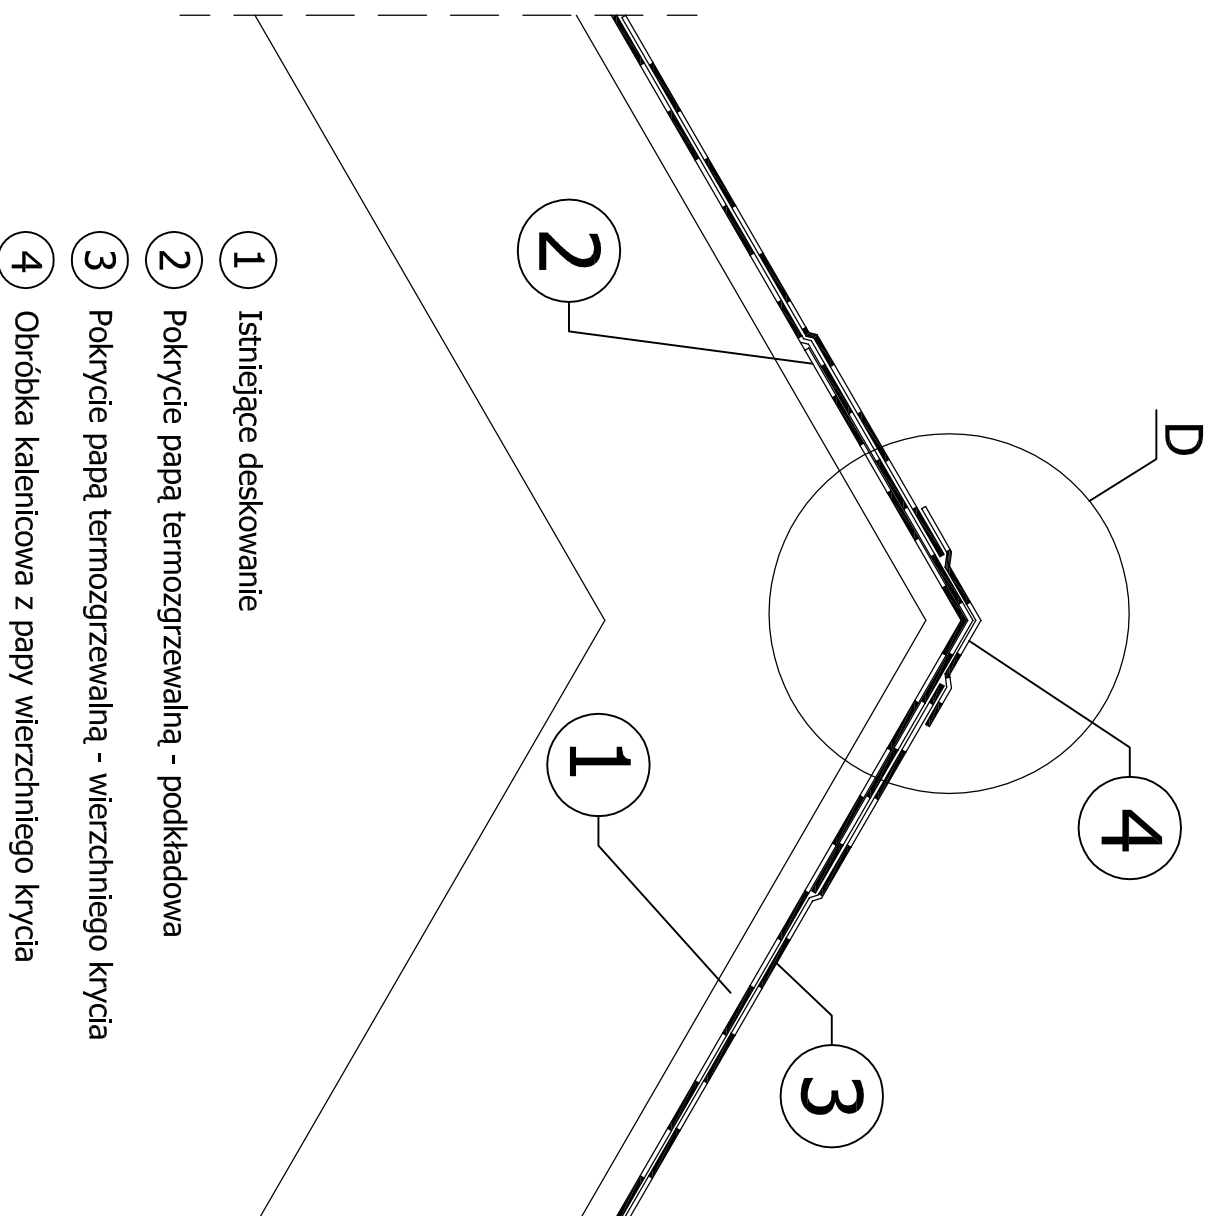 D
4
2
1
3
1 Istniejące deskowanie
2 Pokrycie papą termozgrzewalną - podkładowa
3 Pokrycie papą termozgrzewalną - wierzchniego krycia
4 Obróbka kalenicowa z papy wierzchniego krycia